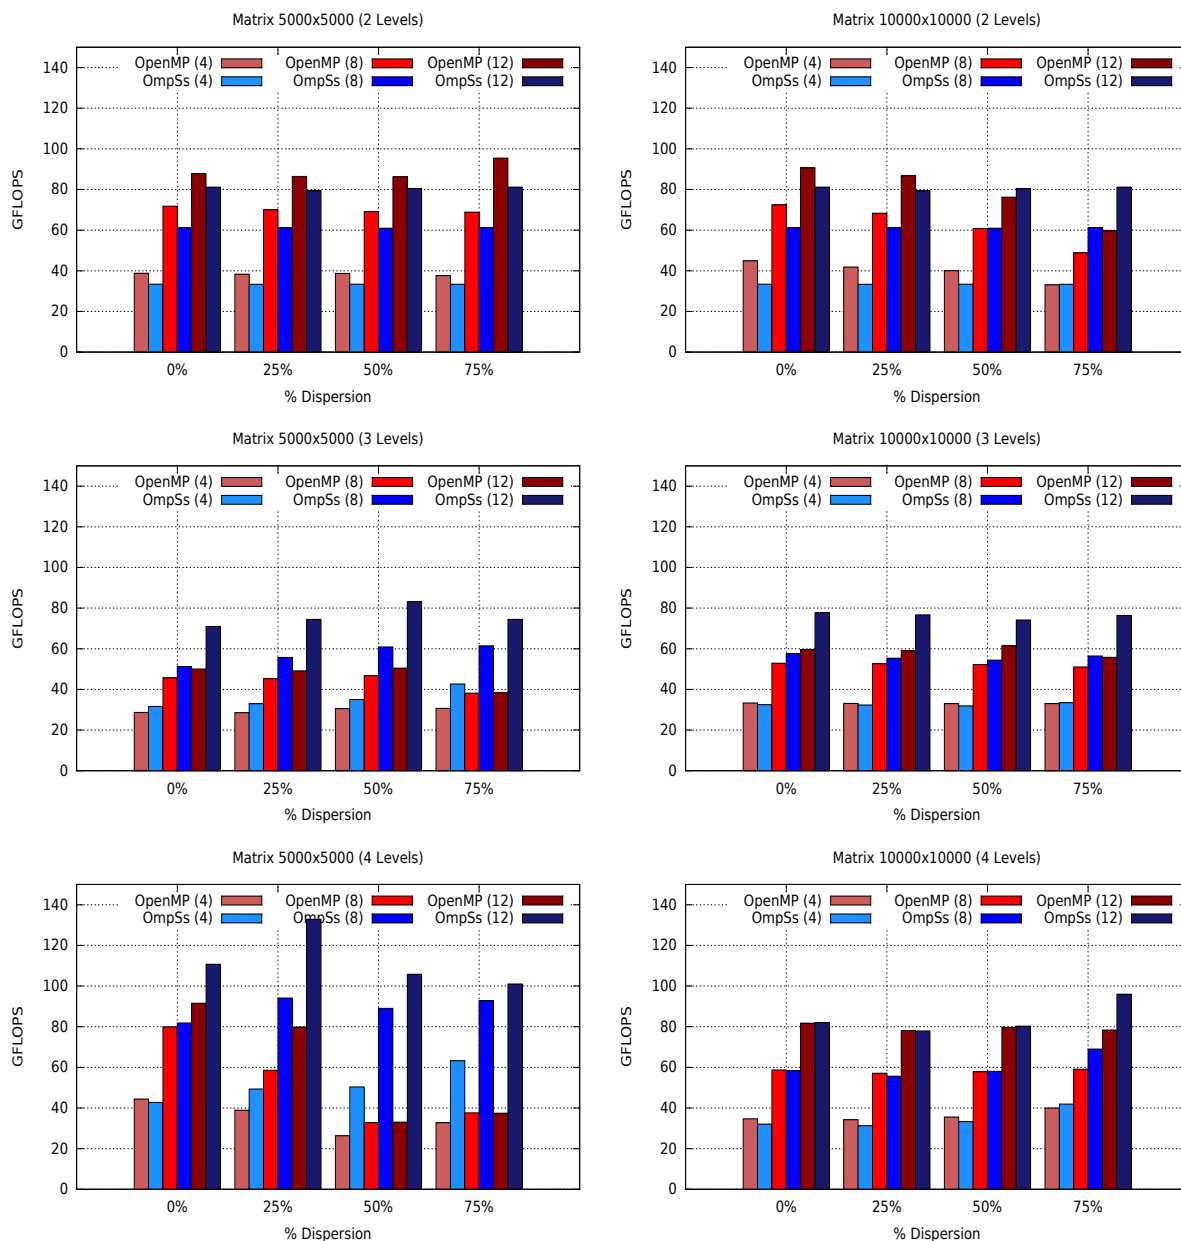 Matrix 5000x5000 (2 Levels)
OpenMP (4) OpenMP (8) OpenMP (12)
OmpSs (4) OmpSs (8) OmpSs (12)
140
120
100
80
60
40
20
0
GFLOPS
0% 25% 50% 75%
% Dispersion
Matrix 10000x10000 (2 Levels)
OpenMP (4) OpenMP (8) OpenMP (12)
OmpSs (4) OmpSs (8) OmpSs (12)
140
120
100
80
60
40
20
0
GFLOPS
0% 25% 50% 75%
% Dispersion
Matrix 5000x5000 (3 Levels)
OpenMP (4) OpenMP (8) OpenMP (12)
OmpSs (4) OmpSs (8) OmpSs (12)
140
120
100
80
60
40
20
0
GFLOPS
0% 25% 50% 75%
% Dispersion
Matrix 10000x10000 (3 Levels)
OpenMP (4) OpenMP (8) OpenMP (12)
OmpSs (4) OmpSs (8) OmpSs (12)
140
120
100
80
60
40
20
0
GFLOPS
0% 25% 50% 75%
% Dispersion
Matrix 5000x5000 (4 Levels)
OpenMP (4) OpenMP (8) OpenMP (12)
OmpSs (4) OmpSs (8) OmpSs (12)
140
120
100
80
60
40
20
0
GFLOPS
0% 25% 50% 75%
% Dispersion
Matrix 10000x10000 (4 Levels)
OpenMP (4) OpenMP (8) OpenMP (12)
OmpSs (4) OmpSs (8) OmpSs (12)
140
120
100
80
60
40
20
0
GFLOPS
0% 25% 50% 75%
% Dispersion